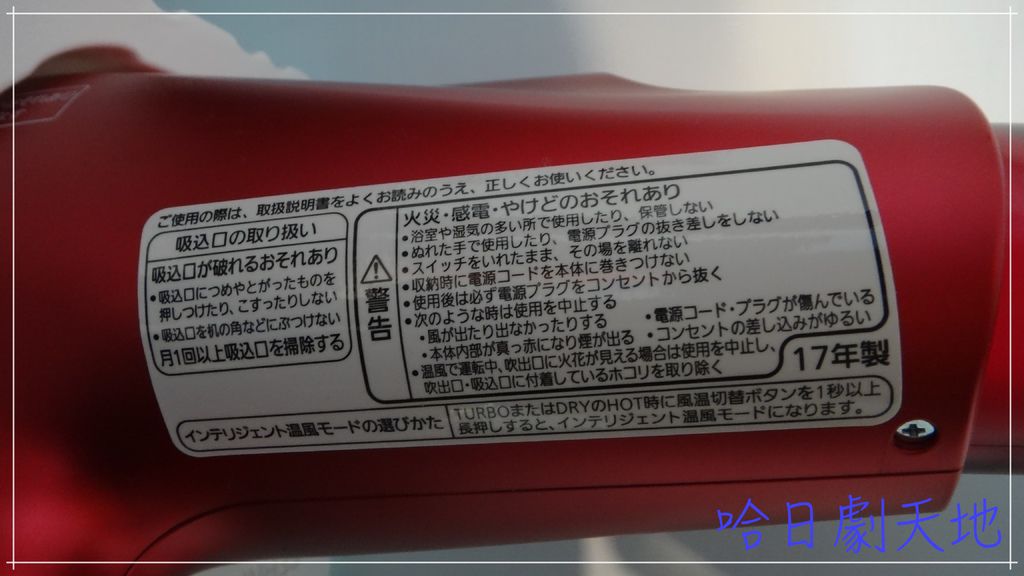 ご使用の際は、取扱説明書をよくお読みのうえ、正しくお使いください。
吸込口の取り扱い
吸込口が破れるおそれあり
•吸込口につめやとがったものを
押しつけたり、こすったりしない
•吸込口を机の角などにぶつけない
月1回以上吸込口を掃除する
警告
火災・感電・やけどのおそれあり
•浴室や湿気の多い所で使用したり、保管しない
•ぬれた手で使用したり、電源プラグの抜き差しをしない
•スイッチをいれたまま、その場を離れない
•収納時に電源コードを本体に巻きつけない
•使用後は必ず電源プラグをコンセントから抜く
•次のような時は使用を中止する
•電源コード・プラグが傷んでいる
風が出たり出なかったりする
•コンセントの差し込みがゆるい
•本体内部が真っ赤になり煙が出る
•温風で運転中、吹出口に火花が見える場合は使用を中止し、
吹出口・吸込口に付着しているホコリを取り除く
17年製
インテリジェント温風モードの選びかた
TURBOまたはDRYのHOT時に風温切替ボタンを1秒以上
長押しすると、インテリジェント温風モードになります。
哈日劇天地